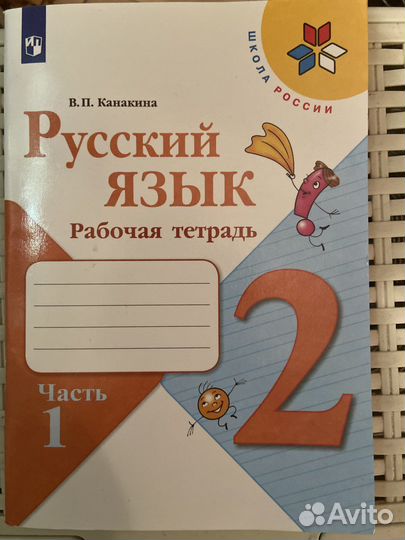 ШКОЛА РОССИИ
В. П. Канакина
Русский
язык
Рабочая тетрадь
2
Часть
1
Avito